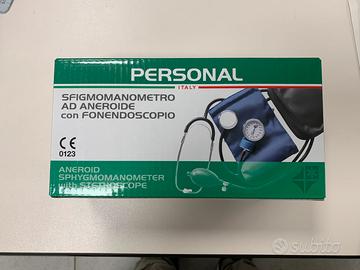 PERSONAL
ITALY
SFIGMOMANOMETRO
AD ANEROIDE
con FONENDOSCOPIO
CE
0123
ANEROID
SPHYGMOMANOMETER
with STETHOSCOPE
subito